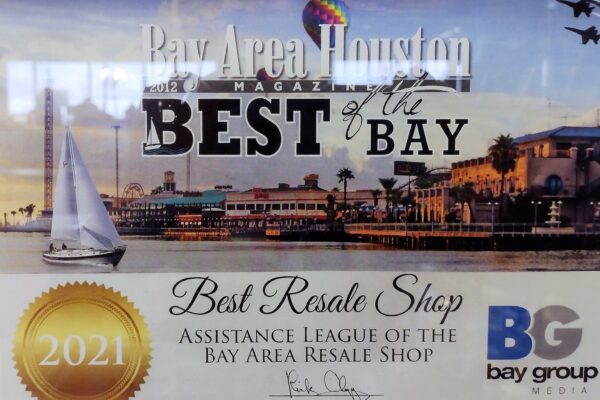 Bay Area Houston
2012 MAGAZINE
BEST of the BAY
Best Resale Shop
ASSISTANCE LEAGUE OF THE
BAY AREA RESALE SHOP
2021
BG
bay group
MEDIA